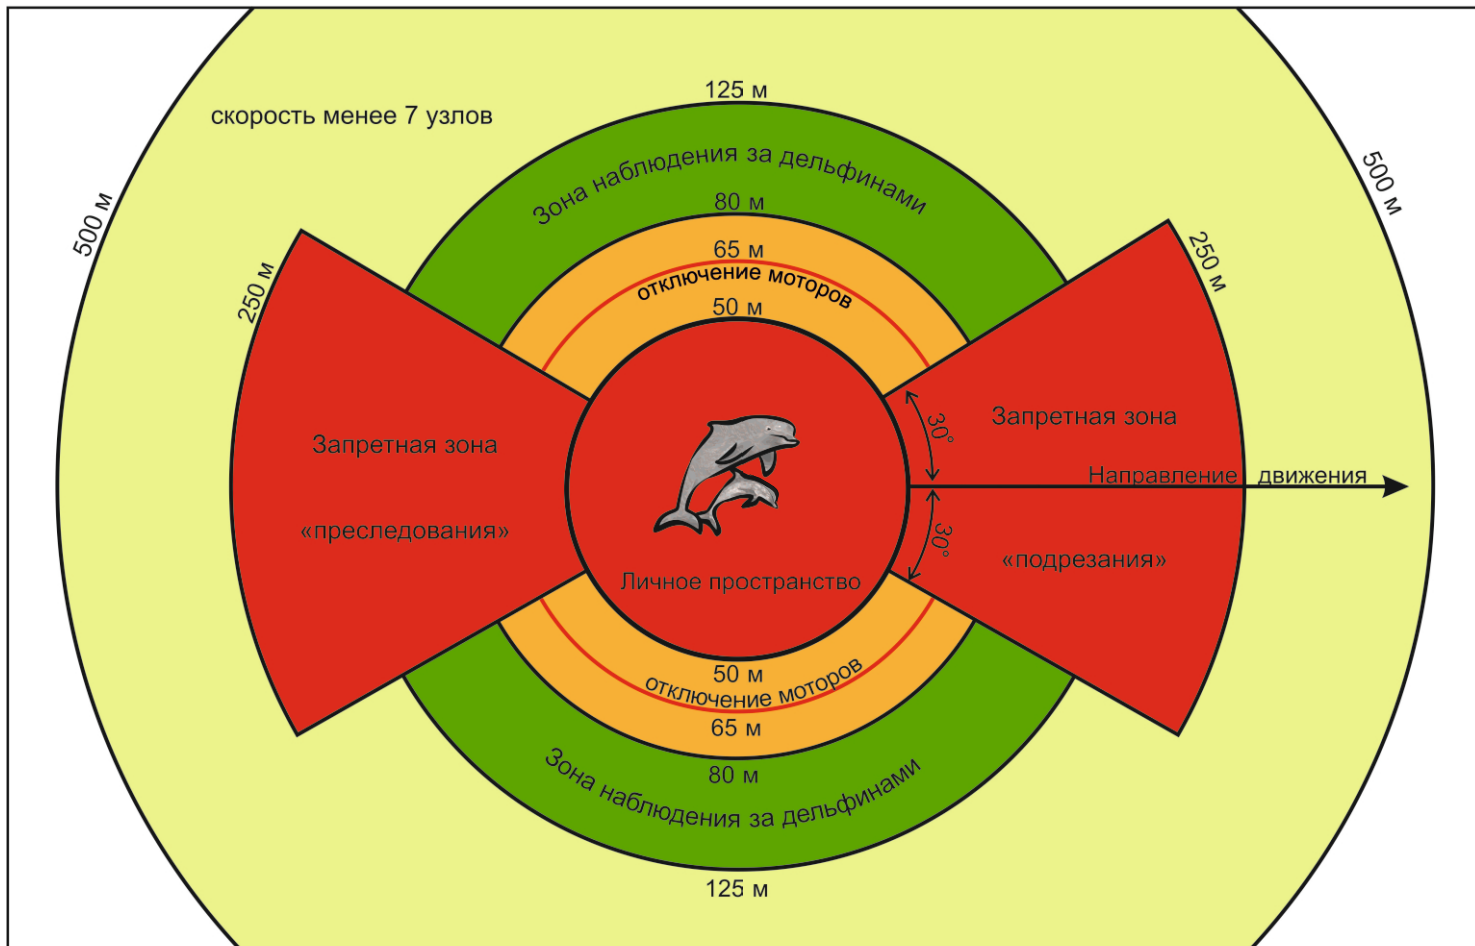 125 м
скорость менее 7 узлов
Зона наблюдения за дельфинами
500 м
500 м
80 м
65 м
отключение моторов
50 м
250 м
250 м
Запретная зона
«преследования»
30°
30°
Запретная зона
Направление движения
«подрезания»
Личное простанство
50 м
отключение моторов
65 м
80 м
Зона наблюдения за дельфинами
125 м